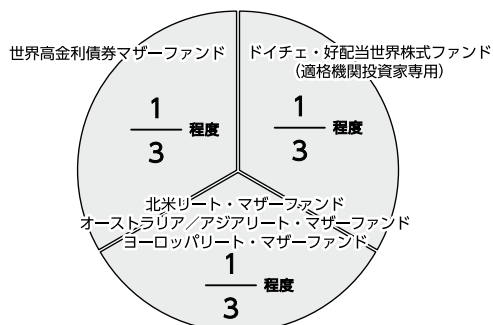 世界高金利債券マザーファンド
1
3
程度
ドイチェ・好配当世界株式ファンド
（適格機関投資家専用）
1
3
程度
北米リート・マザーファンド
オーストラリア／アジアリート・マザーファンド
ヨーロッパリート・マザーファンド
1
3
程度